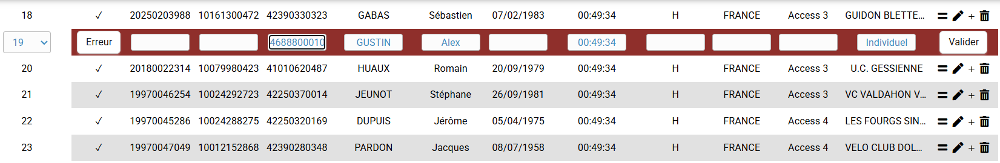 18 ✓ 20250203988 10161300472 42390330323 GABAS Sébastien 07/02/1983 00:49:34 H FRANCE Access 3 GUIDON BLETTE...
19 Erreur 4688800010 GUSTIN Alex 00:49:34 Individuel Valider
20 ✓ 20180022314 10079980423 41010620487 HUAUX Romain 20/09/1979 00:49:34 H FRANCE Access 3 U.C. GESSIENNE
21 ✓ 19970046254 10024292723 42250370014 JEUNOT Stéphane 26/09/1981 00:49:34 H FRANCE Access 3 VC VALDAHON V...
22 ✓ 19970045286 10024288275 42250320169 DUPUIS Jérôme 05/04/1975 00:49:34 H FRANCE Access 4 LES FOURGS SIN...
23 ✓ 19970047049 10012152868 42390280348 PARDON Jacques 08/07/1958 00:49:34 H FRANCE Access 4 VELO CLUB DOL...